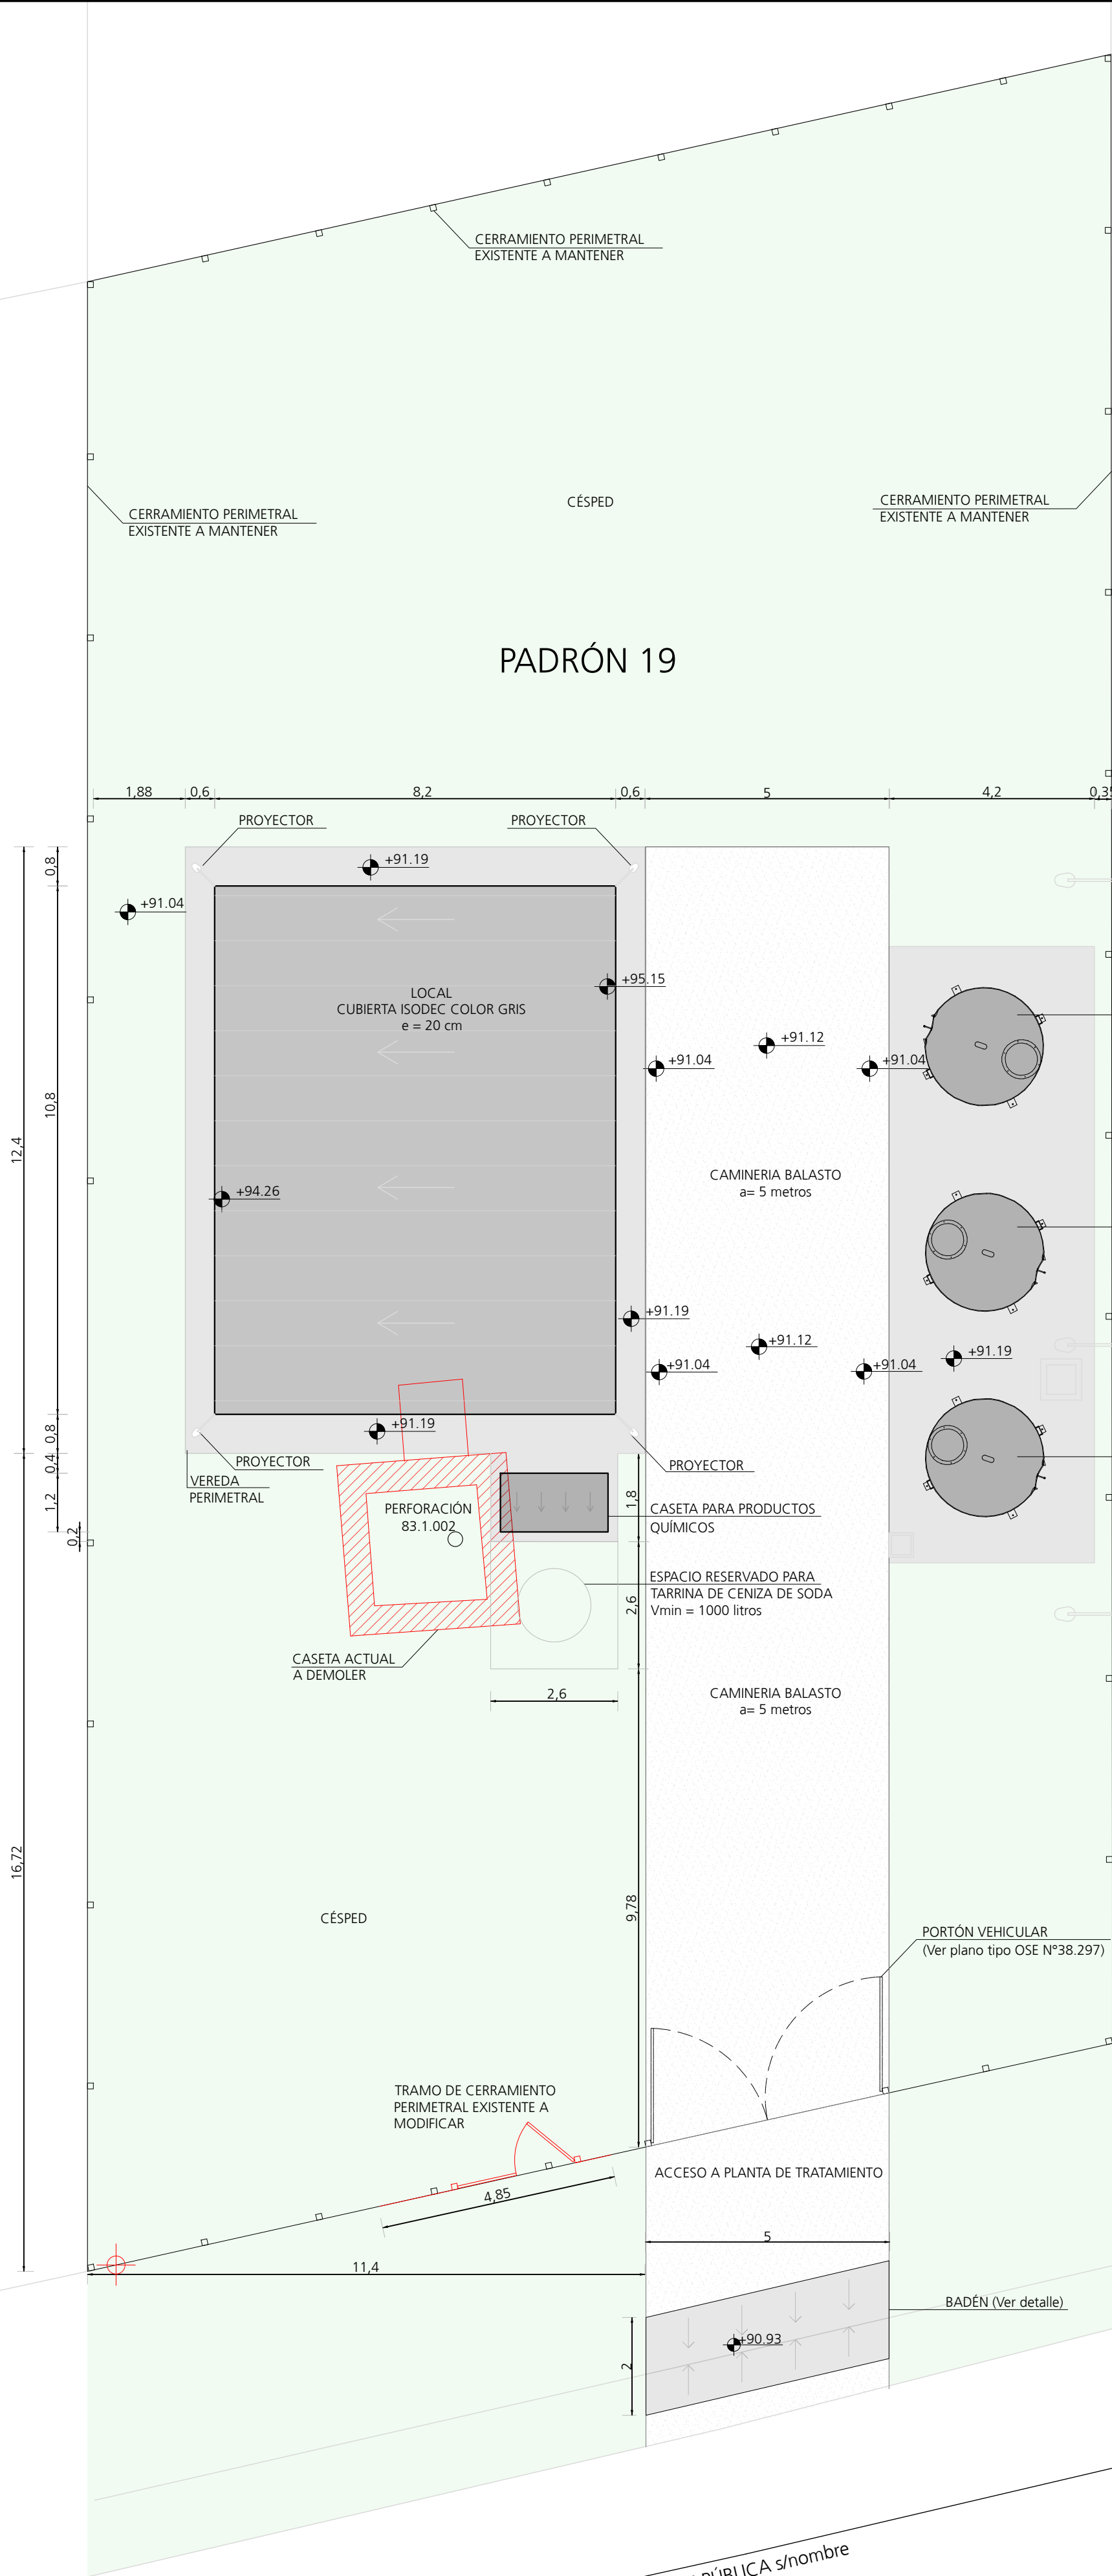 CERRAMIENTO PERIMETRAL
EXISTENTE A MANTENER
CERRAMIENTO PERIMETRAL
EXISTENTE A MANTENER
CÉSPED
CERRAMIENTO PERIMETRAL
EXISTENTE A MANTENER
PADRÓN 19
1,88
0,6
8,2
0,6
5
4,2
0,35
PROYECTOR
PROYECTOR
0,8
+91.19
+91.04
+95.15
LOCAL
CUBIERTA ISODEC COLOR GRIS
e = 20 cm
+91.12
+91.04
+91.04
10,8
12,4
CAMINERIA BALASTO
a= 5 metros
+94.26
+91.19
+91.12
+91.04
+91.04
+91.19
0,8
+91.19
0,4
PROYECTOR
PROYECTOR
VEREDA
PERIMETRAL
1,2
0,2
PERFORACIÓN
83.1.002
1,8
CASETA PARA PRODUCTOS
QUÍMICOS
ESPACIO RESERVADO PARA
TARRINA DE CENIZA DE SODA
Vmin = 1000 litros
2,6
CASETA ACTUAL
A DEMOLER
2,6
CAMINERIA BALASTO
a= 5 metros
16,72
9,78
CÉSPED
PORTÓN VEHICULAR
(Ver plano tipo OSE N°38.297)
TRAMO DE CERRAMIENTO
PERIMETRAL EXISTENTE A
MODIFICAR
4,85
ACCESO A PLANTA DE TRATAMIENTO
5
11,4
BADÉN (Ver detalle)
+90.93
2
s/nombre